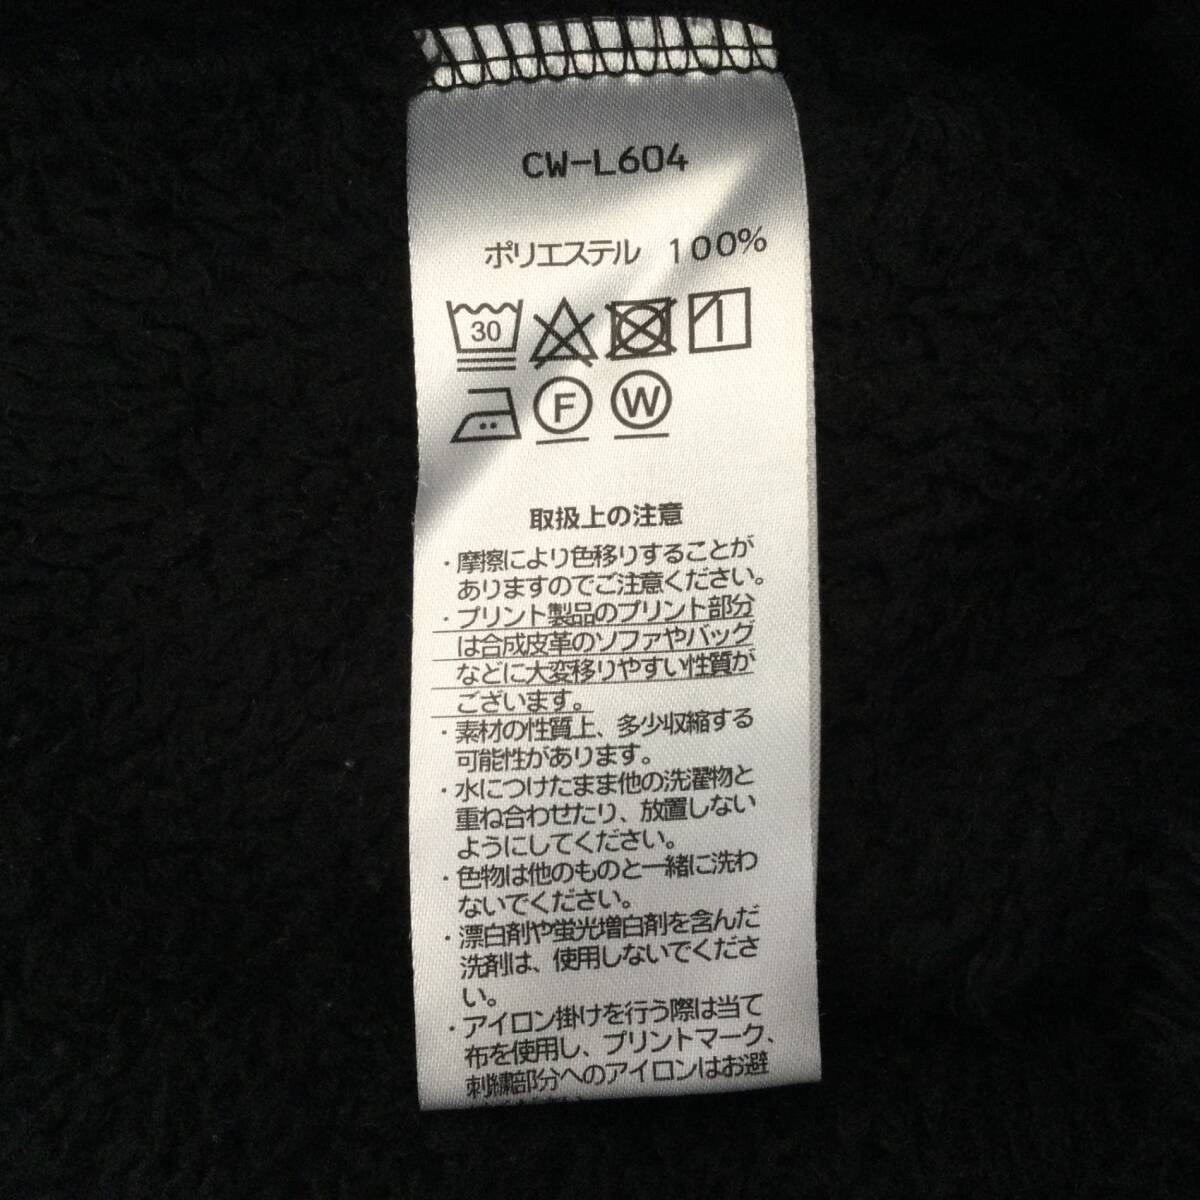 CW-L604
ポリエステル 100%
30
F W
取扱上の注意
・摩擦により色移りすることが
ありますのでご注意ください。
・プリント製品のプリント部分
は合成皮革のソファやバッグ
などに大変移りやすい性質が
ございます。
・素材の性質上、多少収縮する
可能性があります。
・水につけたまま他の洗濯物と
重ね合わせたり、放置しない
ようにしてください。
・色物は他のものと一緒に洗わ
ないでください。
・漂白剤や蛍光増白剤を含んだ
洗剤は、使用しないでくださ
い。
・アイロン掛けを行う際は当て
布を使用し、プリントマーク、
刺繍部分へのアイロンはお避